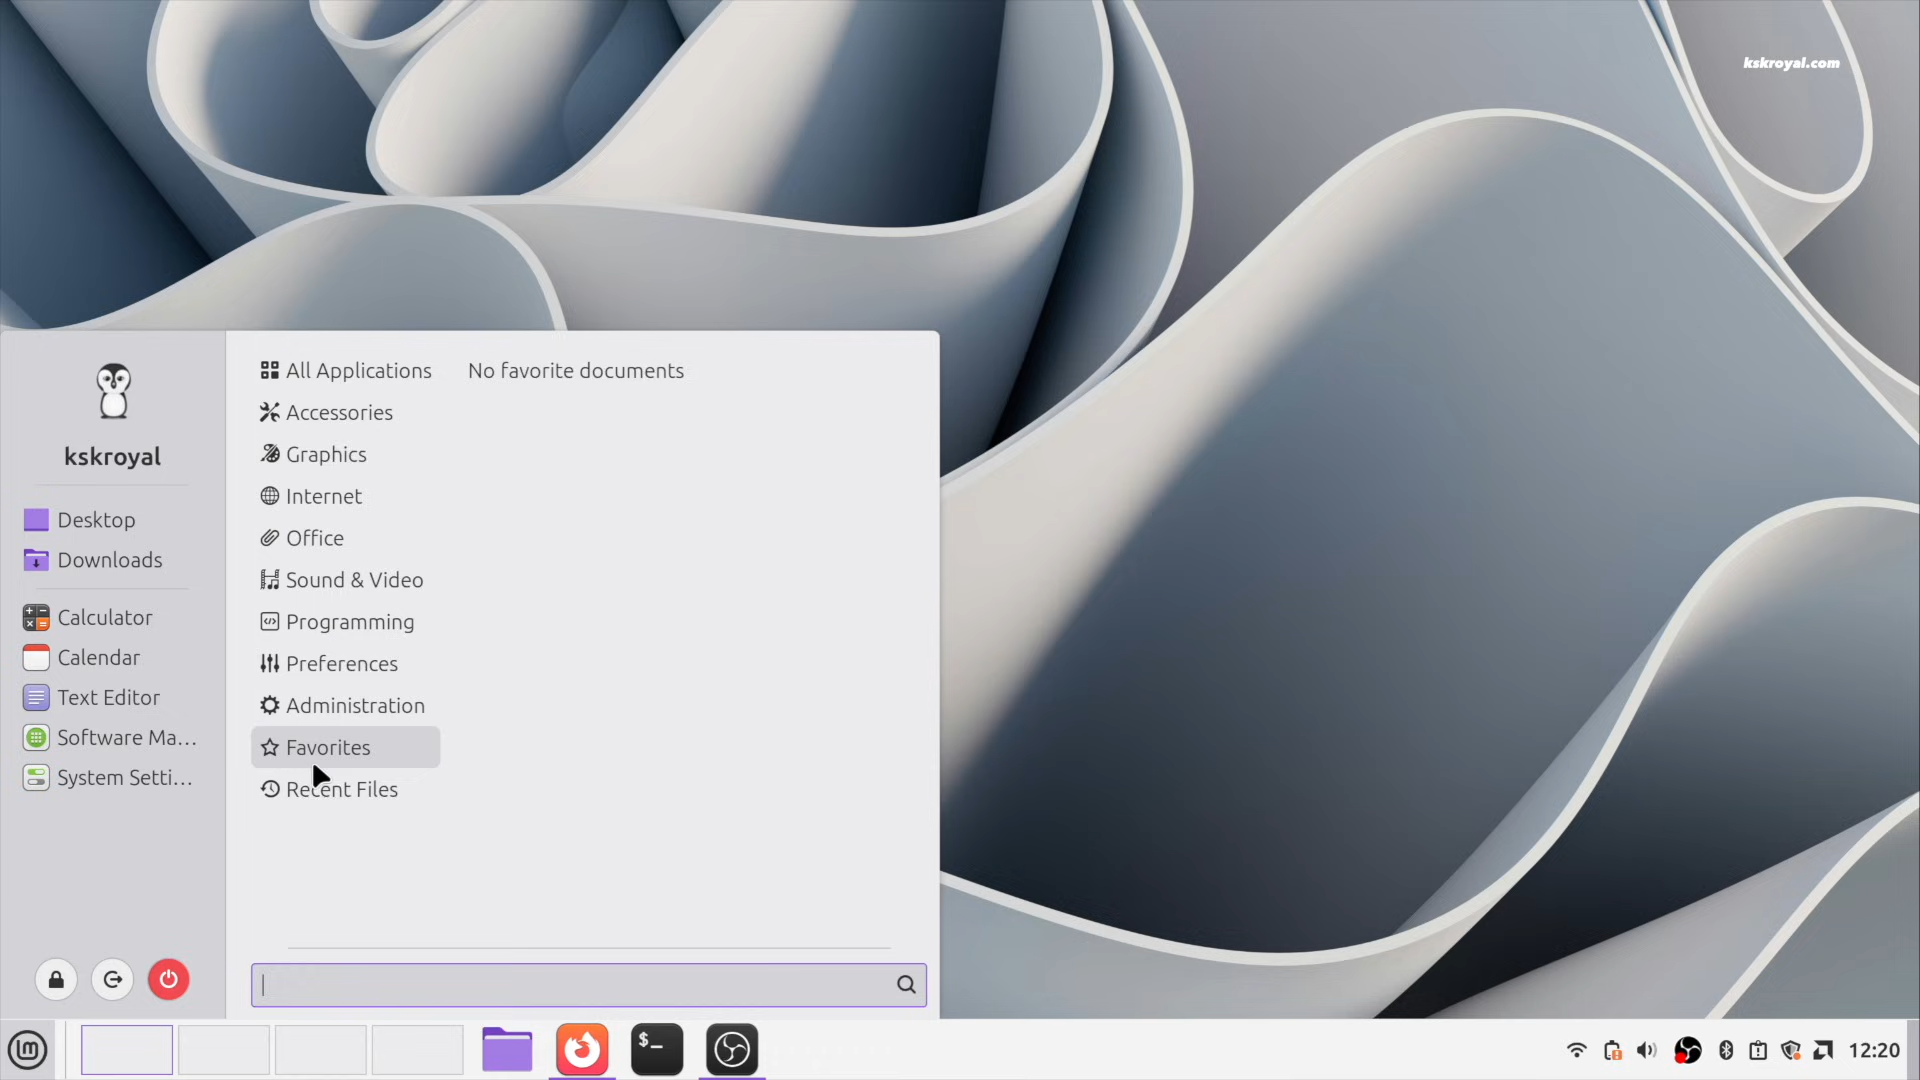 kskroyal.com
kskroyal
Desktop
Downloads
Calculator
Calendar
Text Editor
Software Ma...
System Setti...
All Applications
Accessories
Graphics
Internet
Office
Sound & Video
Programming
Preferences
Administration
Favorites
Recent Files
No favorite documents
$_
12:20